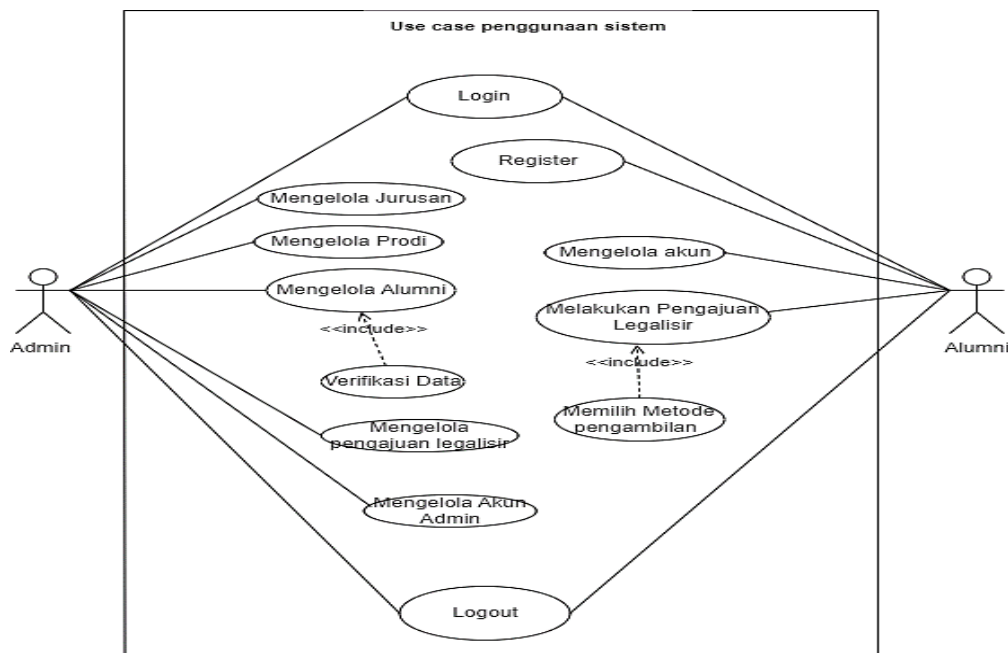 Use case penggunaan sistem
Login
Register
Mengelola Jurusan
Mengelola Prodi
Mengelola akun
Mengelola Alumni
Melakukan Pengajuan
Legalisir
<<include>>
<<include>>
Admin
Alumni
Verifikasi Data
Memilih Metode
pengambilan
Mengelola
pengajuan legalisir
Mengelola Akun
Admin
Logout